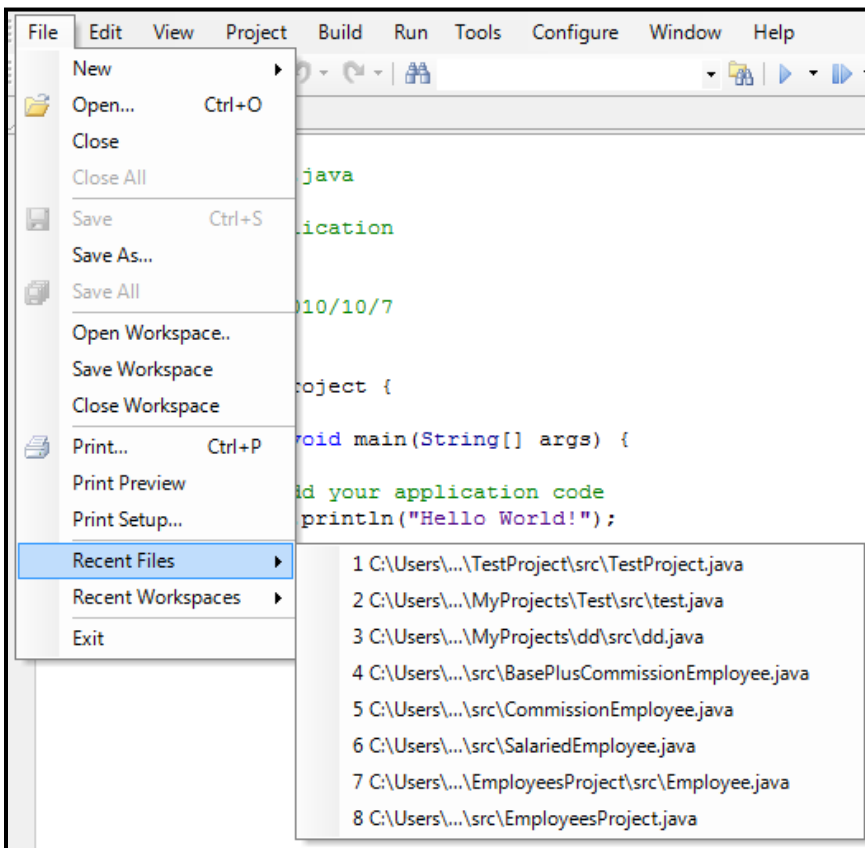 File Edit View Project Build Run Tools Configure Window Help
New
Open... Ctrl+O
Close
Close All
Save Ctrl+S
Save As...
Save All
Open Workspace..
Save Workspace
Close Workspace
Print... Ctrl+P
Print Preview
Print Setup...
Recent Files
Recent Workspaces
Exit
.java
lication
010/10/7
roject {
void main(String[] args) {
dd your application code
.println("Hello World!");
1 C:\Users\...\TestProject\src\TestProject.java
2 C:\Users\...\MyProjects\Test\src\test.java
3 C:\Users\...\MyProjects\dd\src\dd.java
4 C:\Users\...\src\BasePlusCommissionEmployee.java
5 C:\Users\...\src\CommissionEmployee.java
6 C:\Users\...\src\SalariedEmployee.java
7 C:\Users\...\EmployeesProject\src\Employee.java
8 C:\Users\...\src\EmployeesProject.java